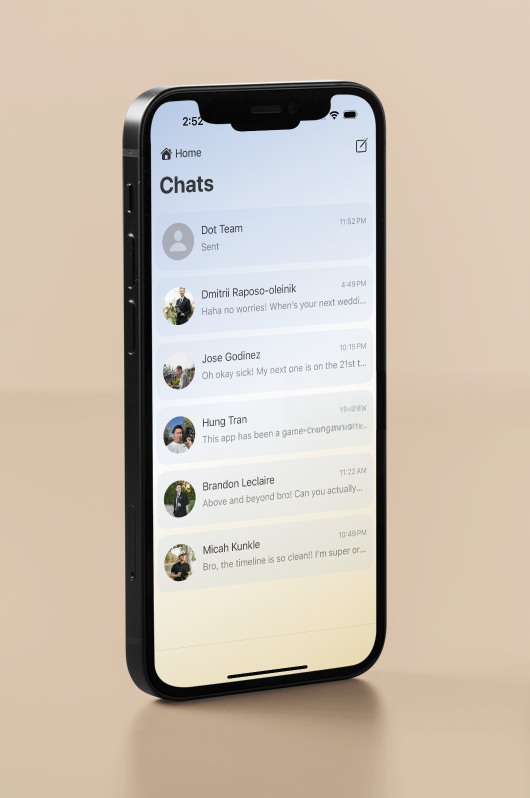 2:52
Home
Chats
Dot Team 11:52 PM
Sent
Dmitrii Raposo-oleinik 4:49 PM
Haha no worries! When's your next weddi...
Jose Godinez 10:15 PM
Oh okay sick! My next one is on the 21st t...
Hung Tran
This app has been a game-
Brandon Leclaire 11:22 AM
Above and beyond bro! Can you actually...
Micah Kunkle 10:49 PM
Bro, the timeline is so clean!! I'm super or...